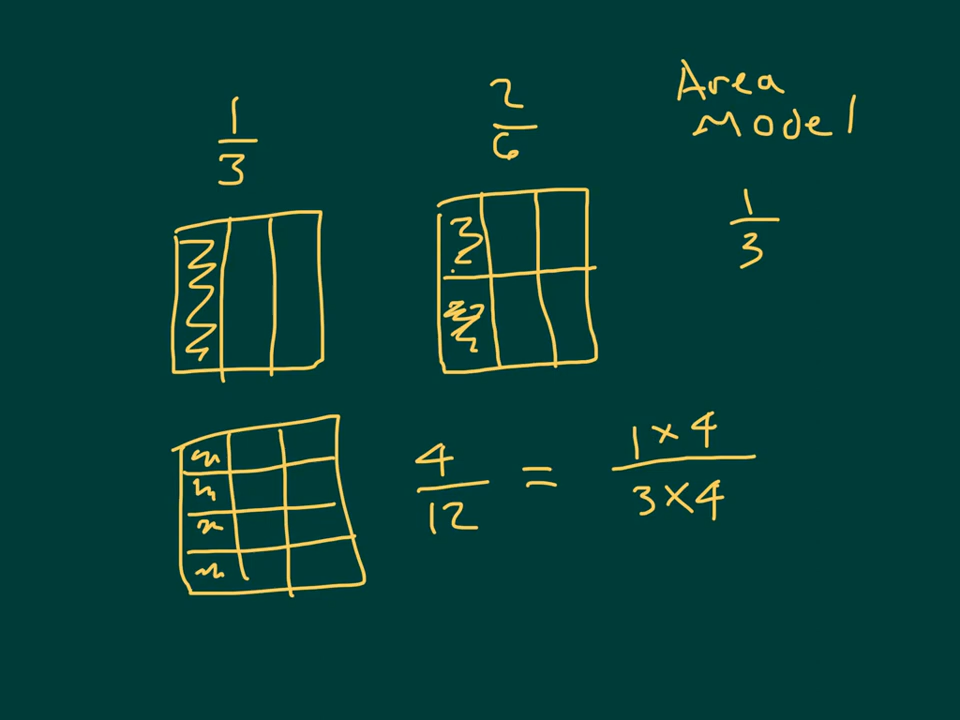 1/3
2/6
Area
Model
1/3
4/12 = 1×4/3×4